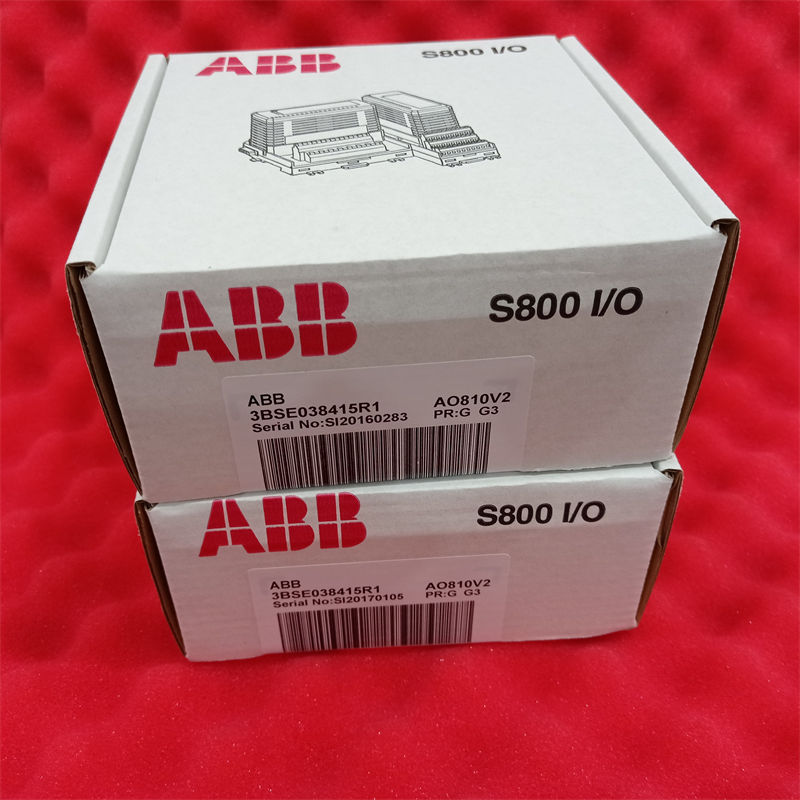 ABB S800 I/O
ABB S800 I/O
ABB
3BSE038415R1 AO810V2
Serial No:SI20160283 PR:G G3
ABB S800 I/O
ABB
3BSE038415R1 AO810V2
Serial No:SI20170105 PR:G G3